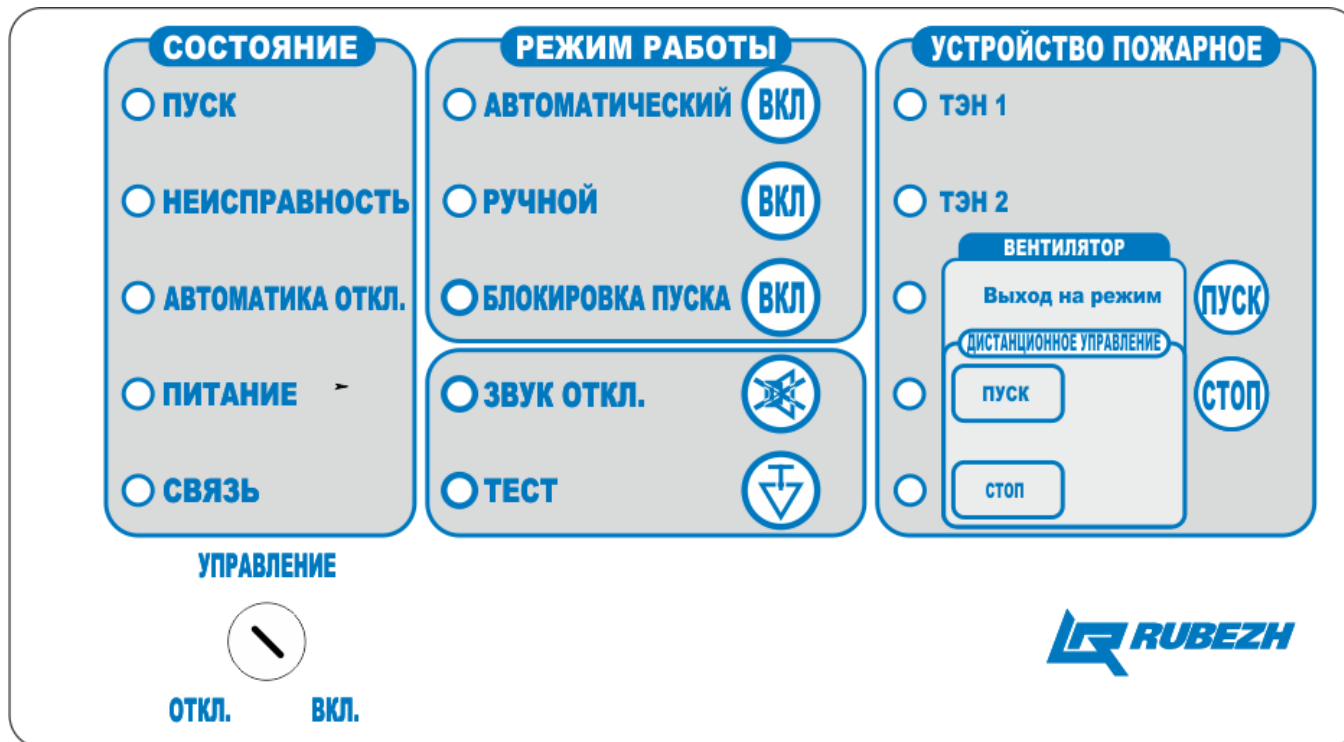 СОСТОЯНИЕ
ПУСК
НЕИСПРАВНОСТЬ
АВТОМАТИКА ОТКЛ.
ПИТАНИЕ
СВЯЗЬ
РЕЖИМ РАБОТЫ
АВТОМАТИЧЕСКИЙ ВКЛ
РУЧНОЙ ВКЛ
БЛОКИРОВКА ПУСКА ВКЛ
ЗВУК ОТКЛ.
ТЕСТ
УСТРОЙСТВО ПОЖАРНОЕ
ТЭН 1
ТЭН 2
ВЕНТИЛЯТОР
Выход на режим ПУСК
ДИСТАНЦИОННОЕ УПРАВЛЕНИЕ
ПУСК СТОП
СТОП
УПРАВЛЕНИЕ
ОТКЛ. ВКЛ.
RUBEZH